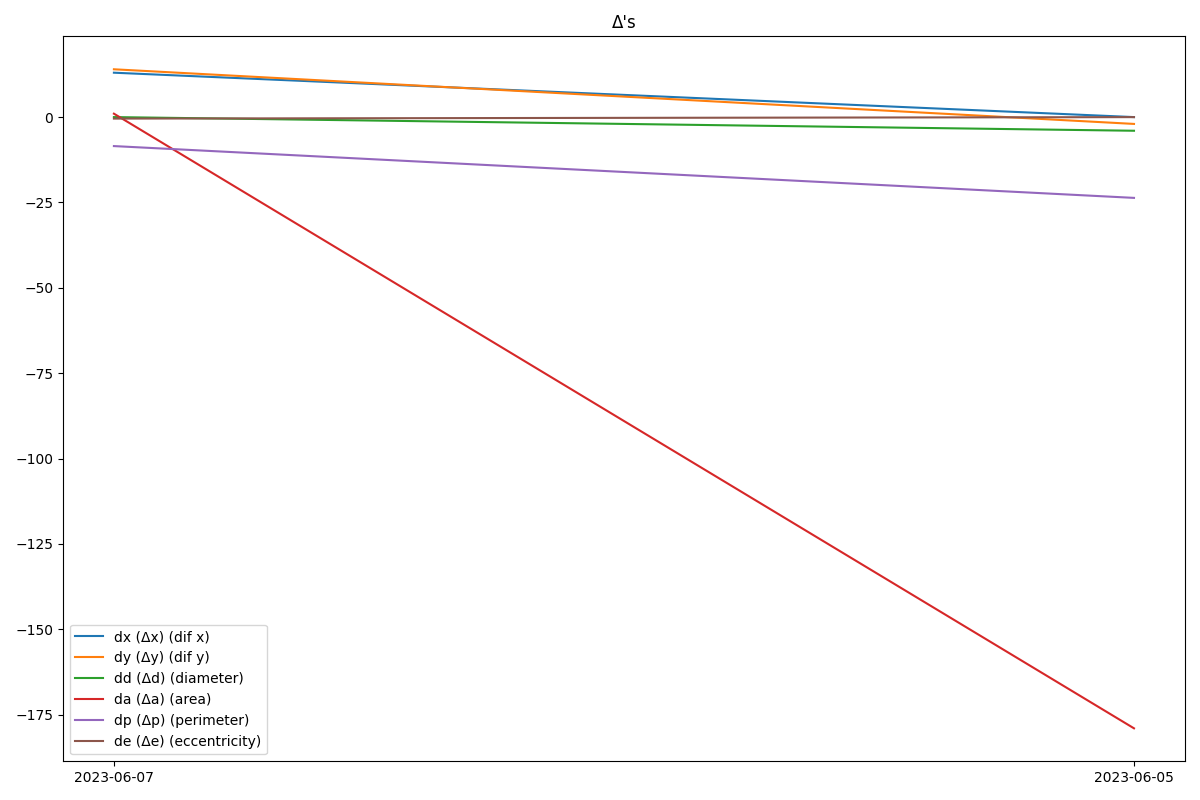 Δ's
0
−25
−50
−75
−100
−125
−150
−175
dx (Δx) (dif x)
dy (Δy) (dif y)
dd (Δd) (diameter)
da (Δa) (area)
dp (Δp) (perimeter)
de (Δe) (eccentricity)
2023-06-07
2023-06-05